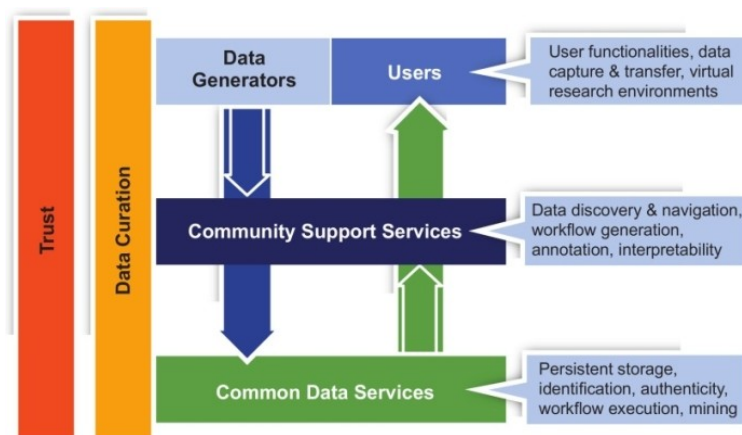 Trust
Data Curation
Data
Generators
Users
User functionalities, data
capture & transfer, virtual
research environments
Community Support Services
Data discovery & navigation,
workflow generation,
annotation, interpretability
Common Data Services
Persistent storage,
identification, authenticity,
workflow execution, mining